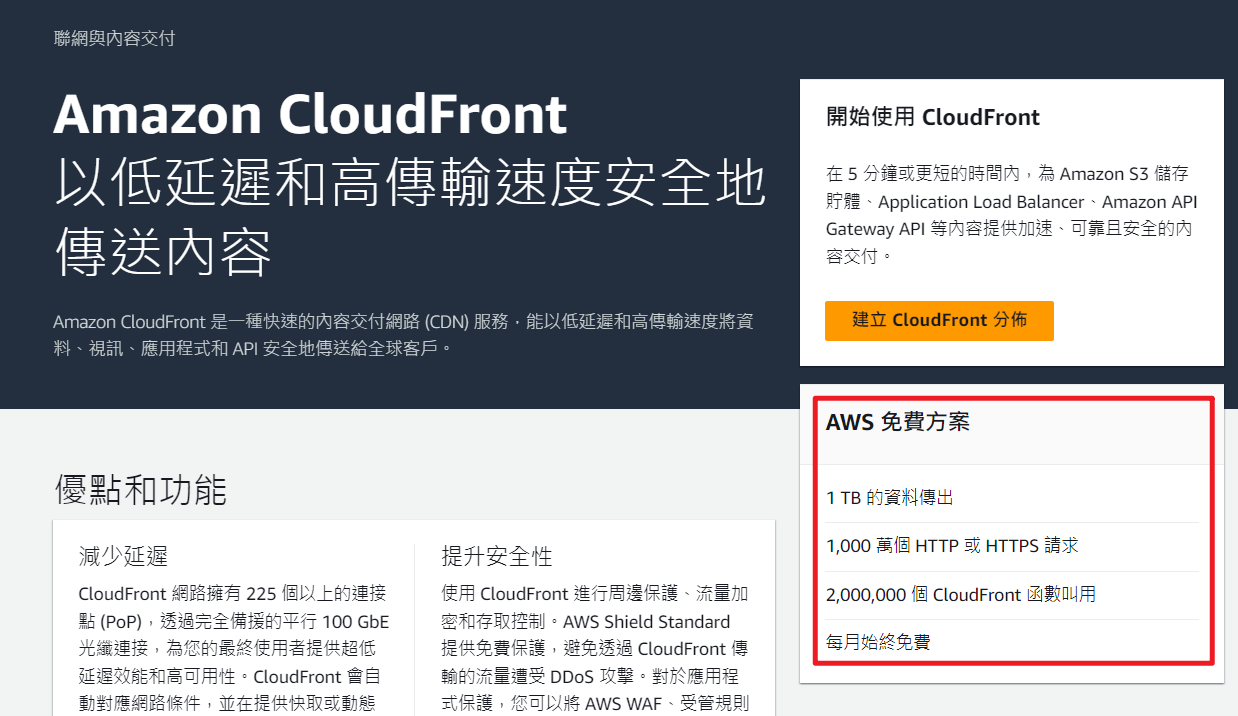 聯網與內容交付
Amazon CloudFront
以低延遲和高傳輸速度安全地
傳送內容
Amazon CloudFront 是一種快速的內容交付網路 (CDN) 服務，能以低延遲和高傳輸速度將資
料、視訊、應用程式和 API 安全地傳送給全球客戶。
開始使用 CloudFront
在 5 分鐘或更短的時間內，為 Amazon S3 儲存
貯體、Application Load Balancer、Amazon API
Gateway API 等內容提供加速、可靠且安全的內
容交付。
建立 CloudFront 分佈
AWS 免費方案
1 TB 的資料傳出
1,000 萬個 HTTP 或 HTTPS 請求
2,000,000 個 CloudFront 函數叫用
每月始終免費
優點和功能
減少延遲
CloudFront 網路擁有 225 個以上的連接
點 (PoP)，透過完全備援的平行 100 GbE
光纖連接，為您的最終使用者提供超低
延遲效能和高可用性。CloudFront 會自
動對應網路條件，並在提供快取或動態
提升安全性
使用 CloudFront 進行周邊保護、流量加
密和存取控制。AWS Shield Standard
提供免費保護，避免透過 CloudFront 傳
輸的流量遭受 DDoS 攻擊。對於應用程
式保護，您可以將 AWS WAF、受管規則